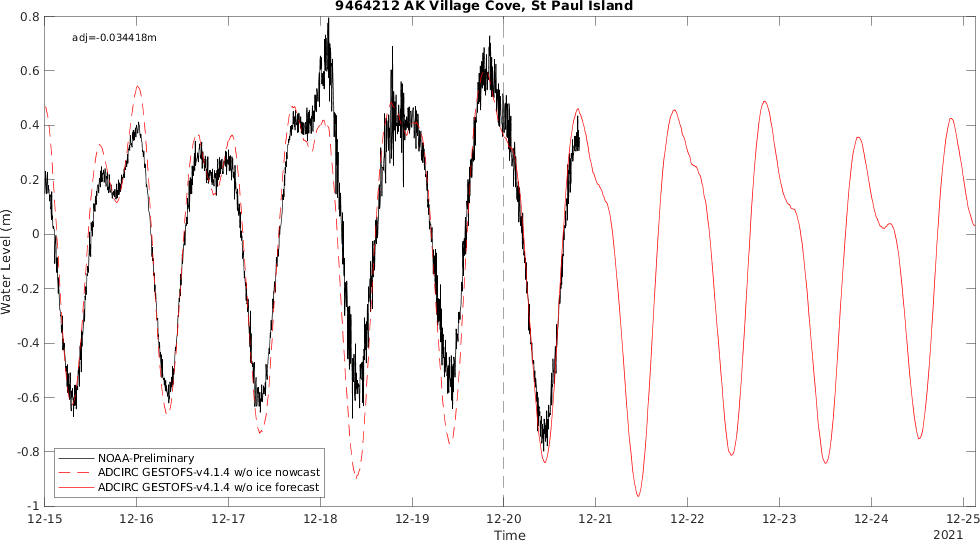 9464212 AK Village Cove, St Paul Island
adj=-0.034418m
0.8
0.6
0.4
0.2
0
-0.2
-0.4
-0.6
-0.8
-1
Water Level (m)
NOAA-Preliminary
ADCIRC GESTOFS-v4.1.4 w/o ice nowcast
ADCIRC GESTOFS-v4.1.4 w/o ice forecast
12-15 12-16 12-17 12-18 12-19 12-20 12-21 12-22 12-23 12-24 12-25
Time
2021